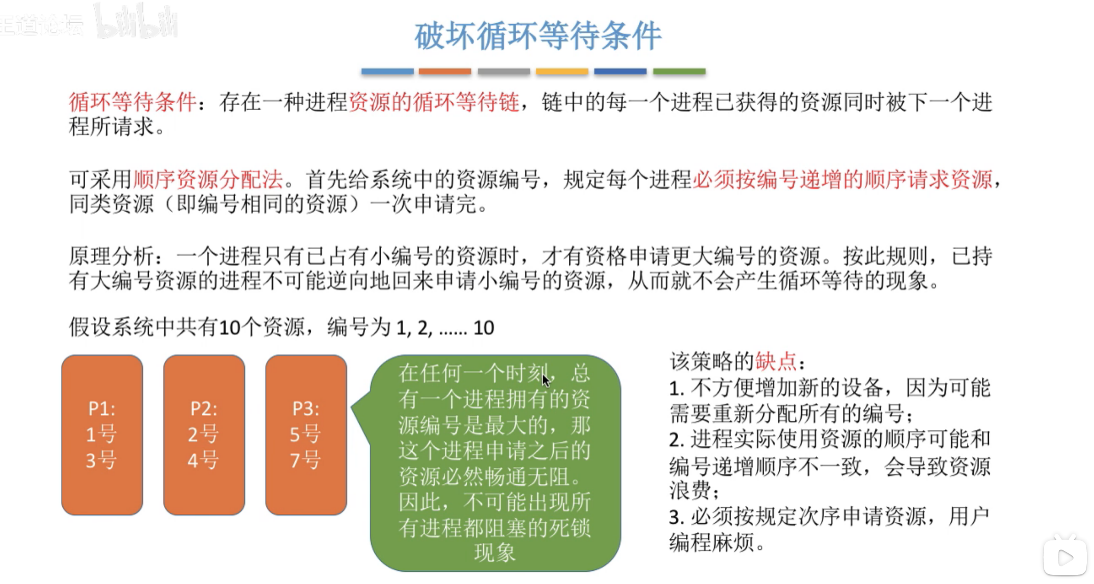 王道论坛 bilibili
破坏循环等待条件
循环等待条件：存在一种进程资源的循环等待链，链中的每一个进程已获得的资源同时被下一个进
程所请求。
可采用顺序资源分配法。首先给系统中的资源编号，规定每个进程必须按编号递增的顺序请求资源，
同类资源（即编号相同的资源）一次申请完。
原理分析：一个进程只有已占有小编号的资源时，才有资格申请更大编号的资源。按此规则，已持
有大编号资源的进程不可能逆向地回来申请小编号的资源，从而就不会产生循环等待的现象。
假设系统中共有10个资源，编号为 1, 2, …… 10
P1:
1号
3号
P2:
2号
4号
P3:
5号
7号
在任何一个时刻，总
有一个进程拥有的资
源编号是最大的，那
这个进程申请之后的
资源必然畅通无阻。
因此，不可能出现所
有进程都阻塞的死锁
现象
该策略的缺点：
1. 不方便增加新的设备，因为可能
需要重新分配所有的编号；
2. 进程实际使用资源的顺序可能和
编号递增顺序不一致，会导致资源
浪费；
3. 必须按规定次序申请资源，用户
编程麻烦。